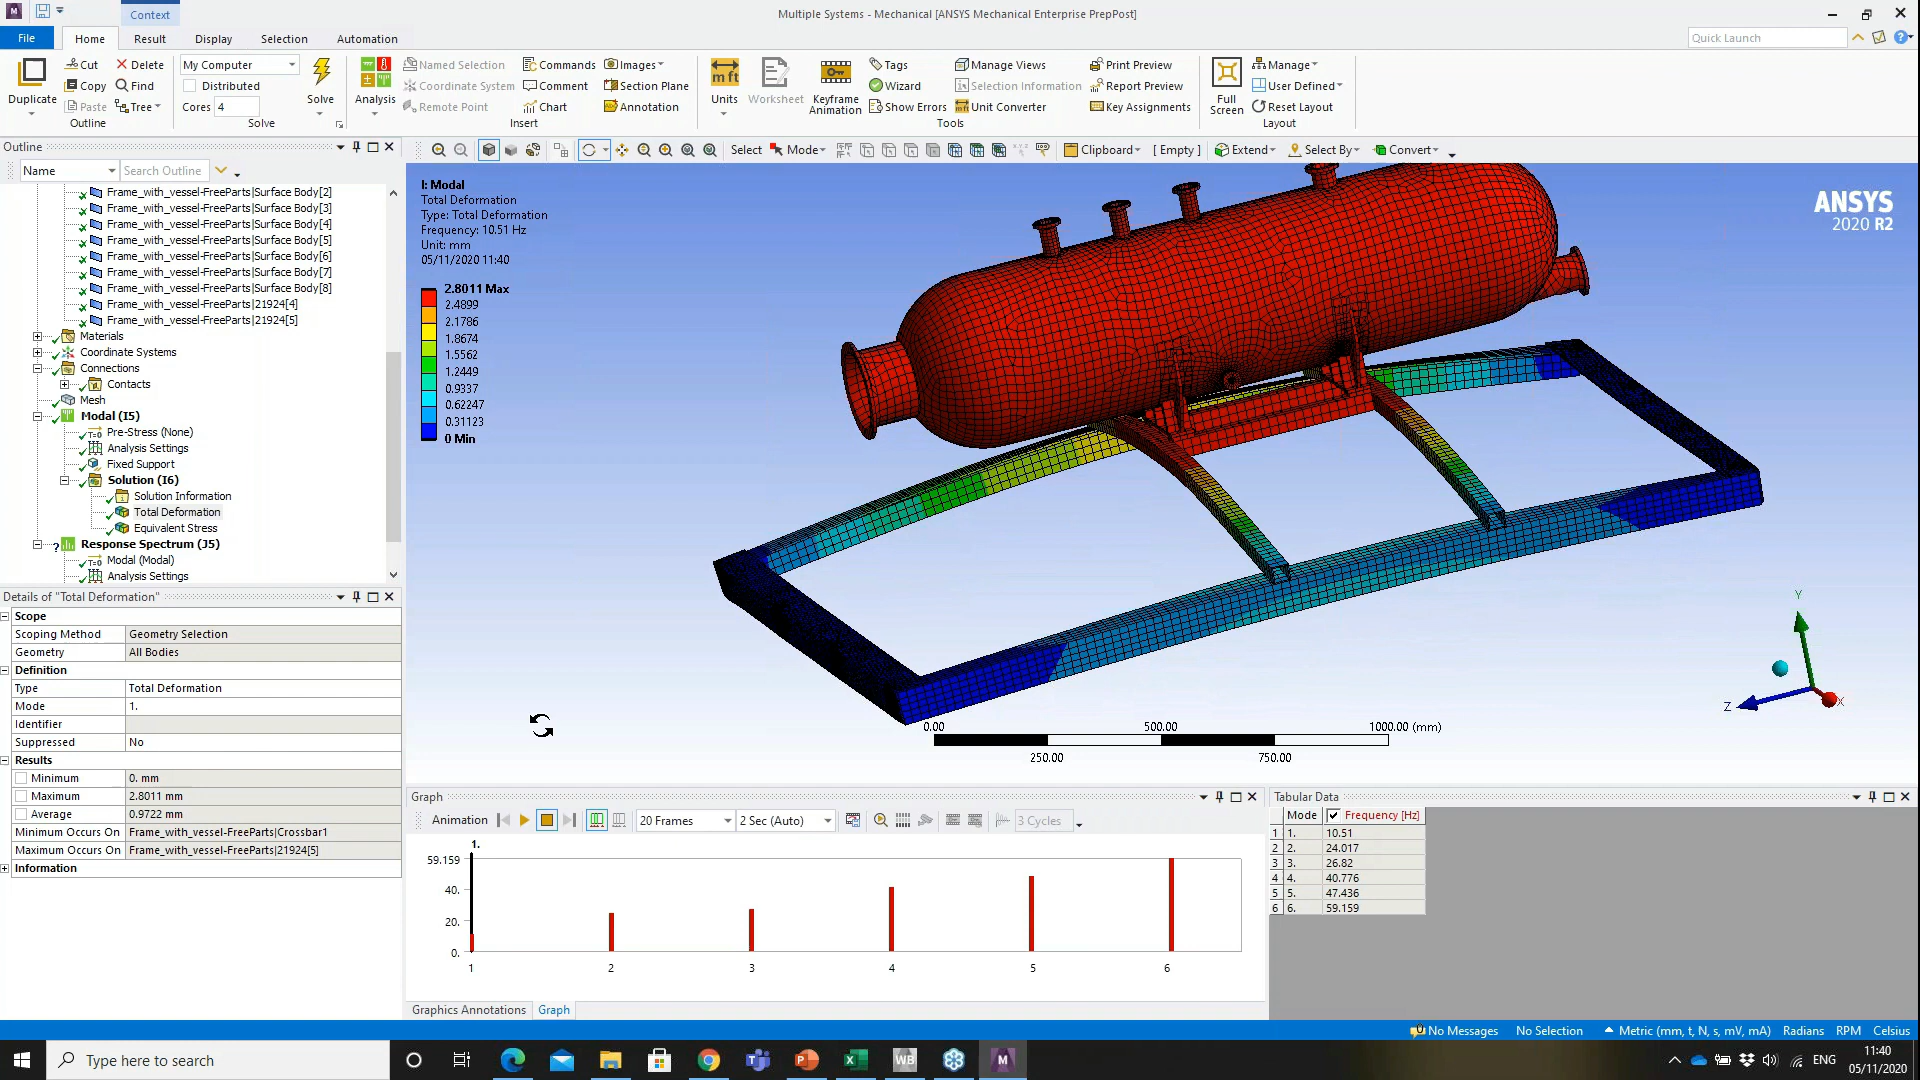 Context
Multiple Systems - Mechanical [ANSYS Mechanical Enterprise PrepPost]
File Home Result Display Selection Automation
Quick Launch
Duplicate
Cut
Copy
Paste
Delete
Find
Tree
Outline
My Computer
Distributed
Cores 4
Solve
Solve
Analysis
Named Selection
Coordinate System
Remote Point
Commands
Comment
Chart
Images
Section Plane
Annotation
Insert
Units
Worksheet
Keyframe
Animation
Tags
Wizard
Show Errors
Manage Views
Selection Information
Unit Converter
Print Preview
Report Preview
Key Assignments
Tools
Full
Screen
Manage
User Defined
Reset Layout
Layout
Outline
Name Search Outline
Select Mode Clipboard [ Empty ] Extend Select By Convert
Frame_with_vessel-FreeParts|Surface Body[2]
Frame_with_vessel-FreeParts|Surface Body[3]
Frame_with_vessel-FreeParts|Surface Body[4]
Frame_with_vessel-FreeParts|Surface Body[5]
Frame_with_vessel-FreeParts|Surface Body[6]
Frame_with_vessel-FreeParts|Surface Body[7]
Frame_with_vessel-FreeParts|Surface Body[8]
Frame_with_vessel-FreeParts|21924[4]
Frame_with_vessel-FreeParts|21924[5]
Materials
Coordinate Systems
Connections
Contacts
Mesh
Modal (I5)
Pre-Stress (None)
Analysis Settings
Fixed Support
Solution (I6)
Solution Information
Total Deformation
Equivalent Stress
Response Spectrum (J5)
Modal (Modal)
Analysis Settings
Details of "Total Deformation"
Scope
Scoping Method Geometry Selection
Geometry All Bodies
Definition
Type Total Deformation
Mode 1.
Identifier
Suppressed No
Results
Minimum 0. mm
Maximum 2.8011 mm
Average 0.9722 mm
Minimum Occurs On Frame_with_vessel-FreeParts|Crossbar1
Maximum Occurs On Frame_with_vessel-FreeParts|21924[5]
Information
I: Modal
Total Deformation
Type: Total Deformation
Frequency: 10.51 Hz
Unit: mm
05/11/2020 11:40
2.8011 Max
2.4899
2.1786
1.8674
1.5562
1.2449
0.9337
0.62247
0.31123
0 Min
ANSYS
2020 R2
Y
Z
X
0.00 500.00 1000.00 (mm)
250.00 750.00
Graph
Animation 20 Frames 2 Sec (Auto) 3 Cycles
1.
59.159
40.
20.
0.
1 2 3 4 5 6
Graphics Annotations Graph
Tabular Data
Mode Frequency [Hz]
1 1. 10.51
2 2. 24.017
3 3. 26.82
4 4. 40.776
5 5. 47.436
6 6. 59.159
No Messages No Selection Metric (mm, t, N, s, mV, mA) Radians RPM Celsius
Type here to search
WB
M
ENG
11:40
05/11/2020